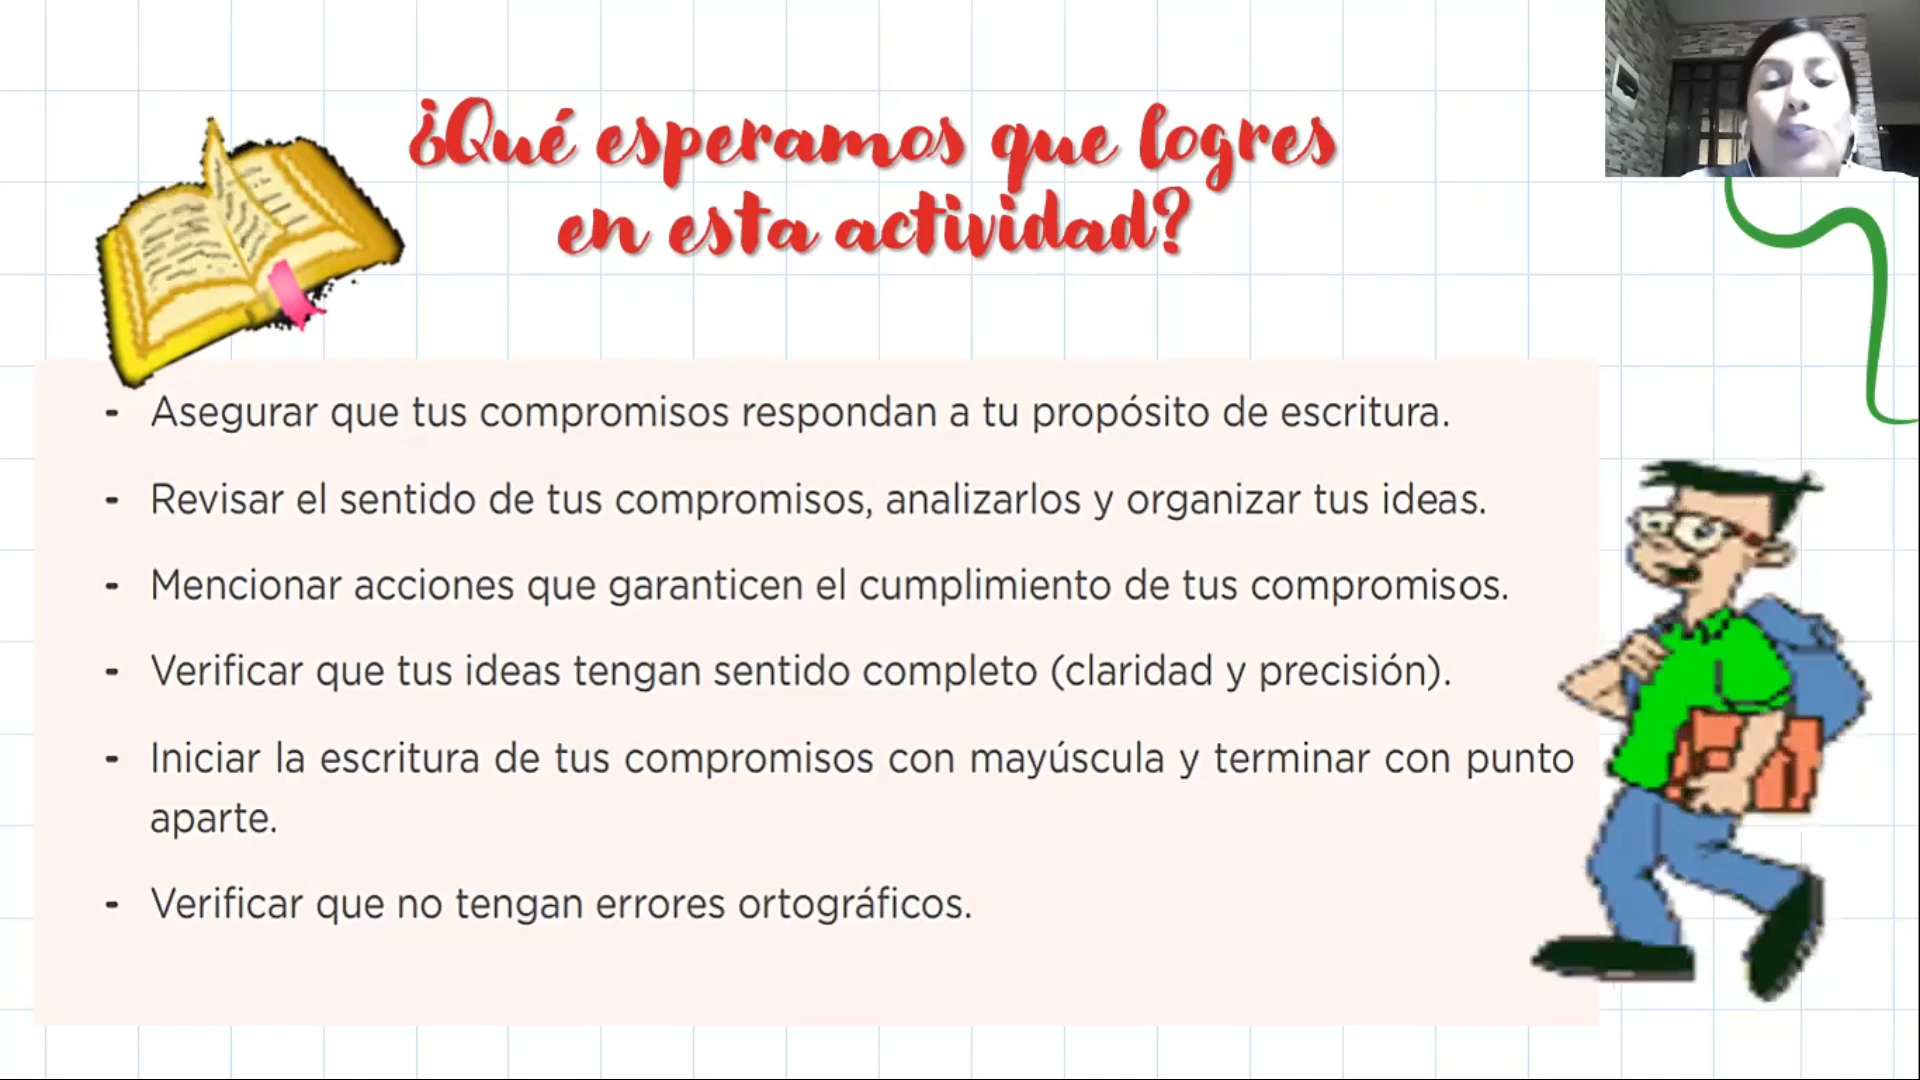 ¿Qué esperamos que logres
en esta actividad?
- Asegurar que tus compromisos respondan a tu propósito de escritura.
- Revisar el sentido de tus compromisos, analizarlos y organizar tus ideas.
- Mencionar acciones que garanticen el cumplimiento de tus compromisos.
- Verificar que tus ideas tengan sentido completo (claridad y precisión).
- Iniciar la escritura de tus compromisos con mayúscula y terminar con punto
aparte.
- Verificar que no tengan errores ortográficos.